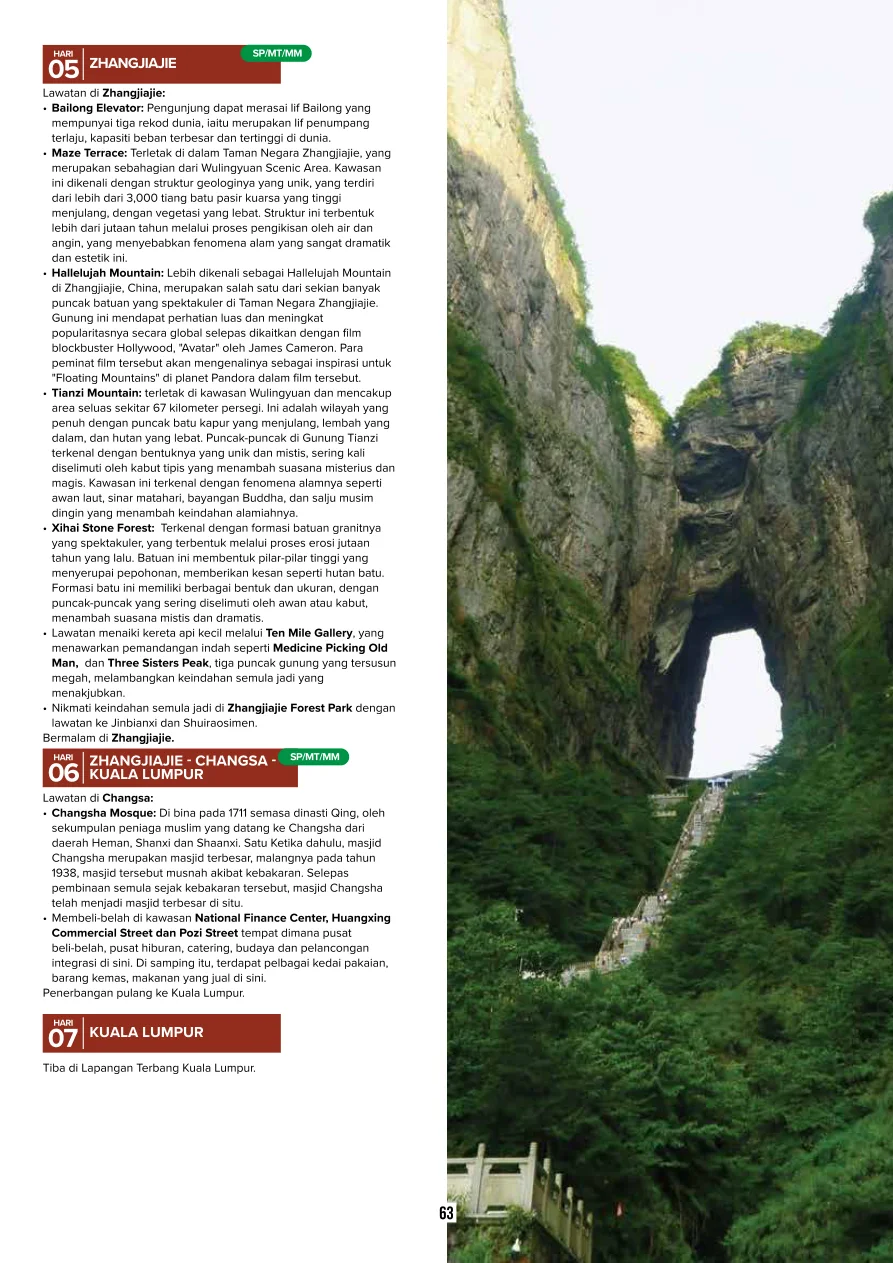 HARI
05
ZHANGJIAJIE
SP/MT/MM
Lawatan di Zhangjiajie:
• Bailong Elevator: Pengunjung dapat merasai lif Bailong yang
mempunyai tiga rekod dunia, iaitu merupakan lif penumpang
terlaju, kapasiti beban terbesar dan tertinggi di dunia.
• Maze Terrace: Terletak di dalam Taman Negara Zhangjiajie, yang
merupakan sebahagian dari Wulingyuan Scenic Area. Kawasan
ini dikenali dengan struktur geologinya yang unik, yang terdiri
dari lebih dari 3,000 tiang batu pasir kuarsa yang tinggi
menjulang, dengan vegetasi yang lebat. Struktur ini terbentuk
lebih dari jutaan tahun melalui proses pengikisan oleh air dan
angin, yang menyebabkan fenomena alam yang sangat dramatik
dan estetik ini.
• Hallelujah Mountain: Lebih dikenali sebagai Hallelujah Mountain
di Zhangjiajie, China, merupakan salah satu dari sekian banyak
puncak batuan yang spektakuler di Taman Negara Zhangjiajie.
Gunung ini mendapat perhatian luas dan meningkat
popularitasnya secara global selepas dikaitkan dengan film
blockbuster Hollywood, "Avatar" oleh James Cameron. Para
peminat film tersebut akan mengenalinya sebagai inspirasi untuk
"Floating Mountains" di planet Pandora dalam film tersebut.
• Tianzi Mountain: terletak di kawasan Wulingyuan dan mencakup
area seluas sekitar 67 kilometer persegi. Ini adalah wilayah yang
penuh dengan puncak batu kapur yang menjulang, lembah yang
dalam, dan hutan yang lebat. Puncak-puncak di Gunung Tianzi
terkenal dengan bentuknya yang unik dan mistis, sering kali
diselimuti oleh kabut tipis yang menambah suasana misterius dan
magis. Kawasan ini terkenal dengan fenomena alamnya seperti
awan laut, sinar matahari, bayangan Buddha, dan salju musim
dingin yang menambah keindahan alamiahnya.
• Xihai Stone Forest: Terkenal dengan formasi batuan granitnya
yang spektakuler, yang terbentuk melalui proses erosi jutaan
tahun yang lalu. Batuan ini membentuk pilar-pilar tinggi yang
menyerupai pepohonan, memberikan kesan seperti hutan batu.
Formasi batu ini memiliki berbagai bentuk dan ukuran, dengan
puncak-puncak yang sering diselimuti oleh awan atau kabut,
menambah suasana mistis dan dramatis.
• Lawatan menaiki kereta api kecil melalui Ten Mile Gallery, yang
menawarkan pemandangan indah seperti Medicine Picking Old
Man, dan Three Sisters Peak, tiga puncak gunung yang tersusun
megah, melambangkan keindahan semula jadi yang
menakjubkan.
• Nikmati keindahan semula jadi di Zhangjiajie Forest Park dengan
lawatan ke Jinbianxi dan Shuiraosimen.
Bermalam di Zhangjiajie.
HARI
06
ZHANGJIAJIE - CHANGSA -
KUALA LUMPUR
SP/MT/MM
Lawatan di Changsa:
• Changsha Mosque: Di bina pada 1711 semasa dinasti Qing, oleh
sekumpulan peniaga muslim yang datang ke Changsha dari
daerah Heman, Shanxi dan Shaanxi. Satu Ketika dahulu, masjid
Changsha merupakan masjid terbesar, malangnya pada tahun
1938, masjid tersebut musnah akibat kebakaran. Selepas
pembinaan semula sejak kebakaran tersebut, masjid Changsha
telah menjadi masjid terbesar di situ.
• Membeli-belah di kawasan National Finance Center, Huangxing
Commercial Street dan Pozi Street tempat dimana pusat
beli-belah, pusat hiburan, catering, budaya dan pelancongan
integrasi di sini. Di samping itu, terdapat pelbagai kedai pakaian,
barang kemas, makanan yang jual di sini.
Penerbangan pulang ke Kuala Lumpur.
HARI
07
KUALA LUMPUR
Tiba di Lapangan Terbang Kuala Lumpur.
63